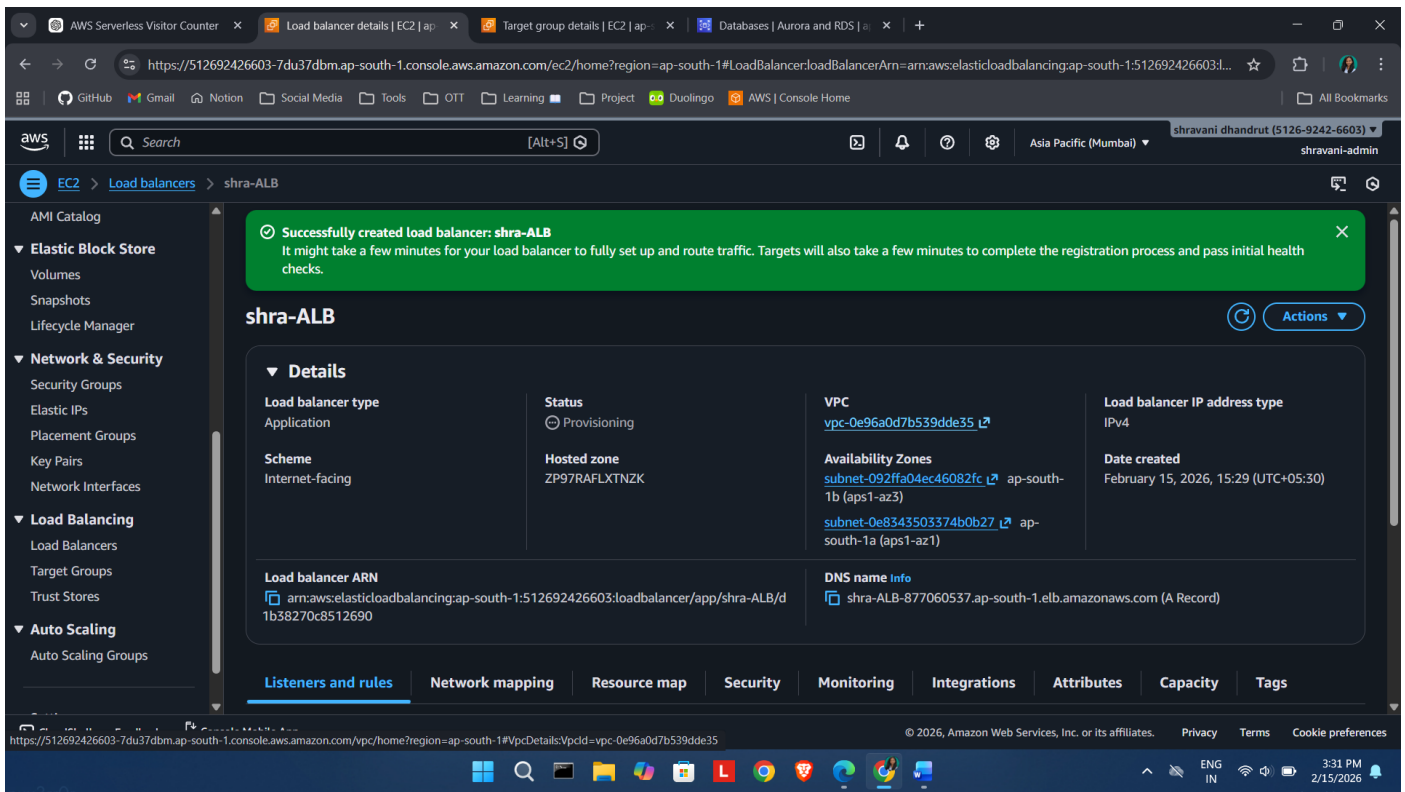 AWS Serverless Visitor Counter
Load balancer details | EC2 | ap-
Target group details | EC2 | ap-s
Databases | Aurora and RDS | a
https://512692426603-7du37dbm.ap-south-1.console.aws.amazon.com/ec2/home?region=ap-south-1#LoadBalancer:loadBalancerArn=arn:aws:elasticloadbalancing:ap-south-1:512692426603:l...
GitHub
Gmail
Notion
Social Media
Tools
OTT
Learning
Project
Duolingo
AWS | Console Home
All Bookmarks
aws
Search
[Alt+S]
Asia Pacific (Mumbai)
shravani dhandrut (5126-9242-6603)
shravani-admin
EC2 > Load balancers > shra-ALB
AMI Catalog
Elastic Block Store
Volumes
Snapshots
Lifecycle Manager
Network & Security
Security Groups
Elastic IPs
Placement Groups
Key Pairs
Network Interfaces
Load Balancing
Load Balancers
Target Groups
Trust Stores
Auto Scaling
Auto Scaling Groups
Successfully created load balancer: shra-ALB
It might take a few minutes for your load balancer to fully set up and route traffic. Targets will also take a few minutes to complete the registration process and pass initial health
checks.
shra-ALB
Actions
Details
Load balancer type
Application
Status
Provisioning
VPC
vpc-0e96a0d7b539dde35
Load balancer IP address type
IPv4
Scheme
Internet-facing
Hosted zone
ZP97RAFLXTNZK
Availability Zones
subnet-092ffa04ec46082fc ap-south-
1b (aps1-az3)
subnet-0e8343503374b0b27 ap-
south-1a (aps1-az1)
Date created
February 15, 2026, 15:29 (UTC+05:30)
Load balancer ARN
arn:aws:elasticloadbalancing:ap-south-1:512692426603:loadbalancer/app/shra-ALB/d
1b38270c8512690
DNS name Info
shra-ALB-877060537.ap-south-1.elb.amazonaws.com (A Record)
Listeners and rules
Network mapping
Resource map
Security
Monitoring
Integrations
Attributes
Capacity
Tags
https://512692426603-7du37dbm.ap-south-1.console.aws.amazon.com/vpc/home?region=ap-south-1#VpcDetails:VpcId=vpc-0e96a0d7b539dde35
© 2026, Amazon Web Services, Inc. or its affiliates.
Privacy
Terms
Cookie preferences
ENG
IN
3:31 PM
2/15/2026